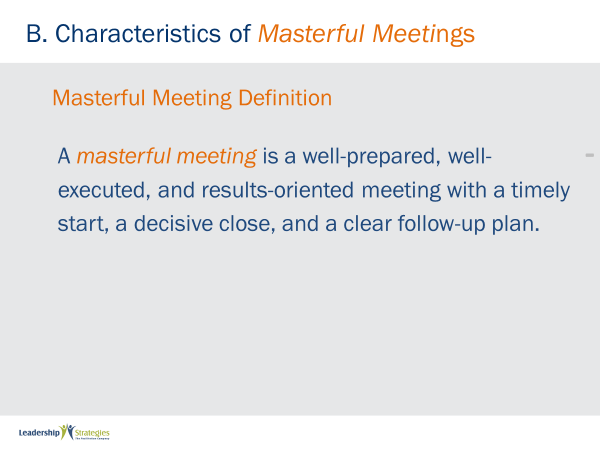 B. Characteristics of Masterful Meetings
Masterful Meeting Definition
A masterful meeting is a well-prepared, well-
executed, and results-oriented meeting with a timely
start, a decisive close, and a clear follow-up plan.
Leadership Strategies
The Facilitation Company